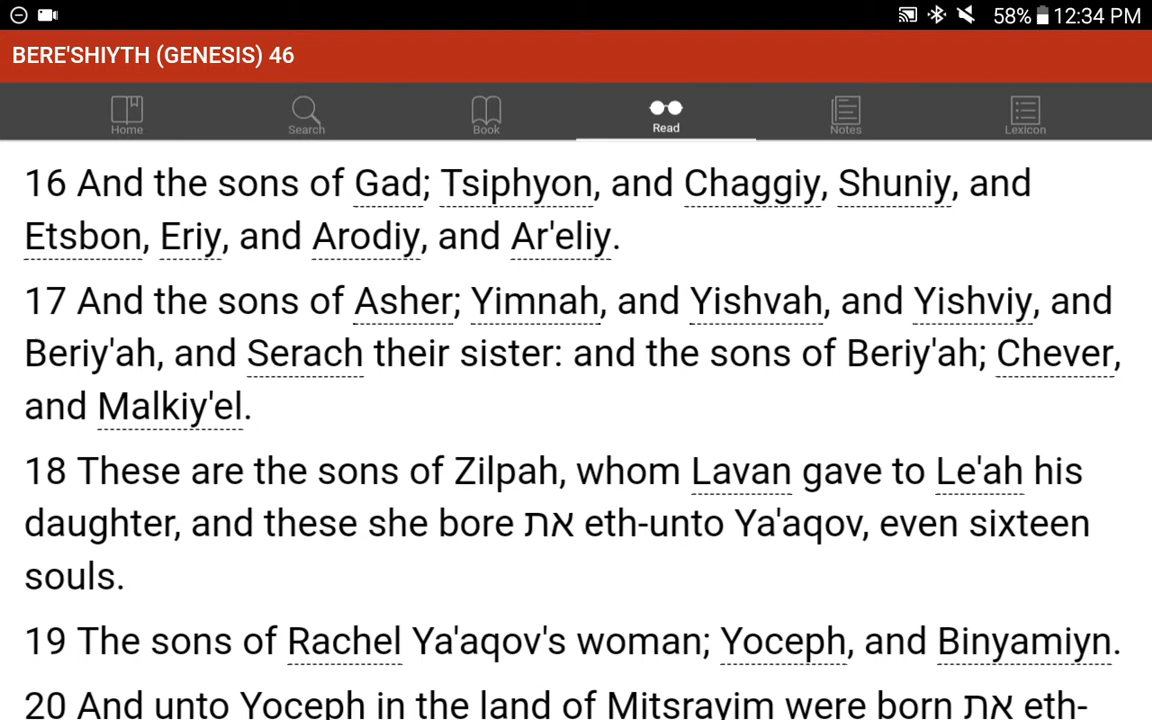 58% 12:34 PM
BERE'SHIYTH (GENESIS) 46
Home Search Book Read Notes Lexicon
16 And the sons of Gad; Tsiphyon, and Chaggiy, Shuniy, and
Etsbon, Eriy, and Arodiy, and Ar'eliy.
17 And the sons of Asher; Yimnah, and Yishvah, and Yishviy, and
Beriy'ah, and Serach their sister: and the sons of Beriy'ah; Chever,
and Malkiy'el.
18 These are the sons of Zilpah, whom Lavan gave to Le'ah his
daughter, and these she bore את eth-unto Ya'aqov, even sixteen
souls.
19 The sons of Rachel Ya'aqov's woman; Yoceph, and Binyamiyn.
20 And unto Yoceph in the land of Mitsrayim were born את eth-